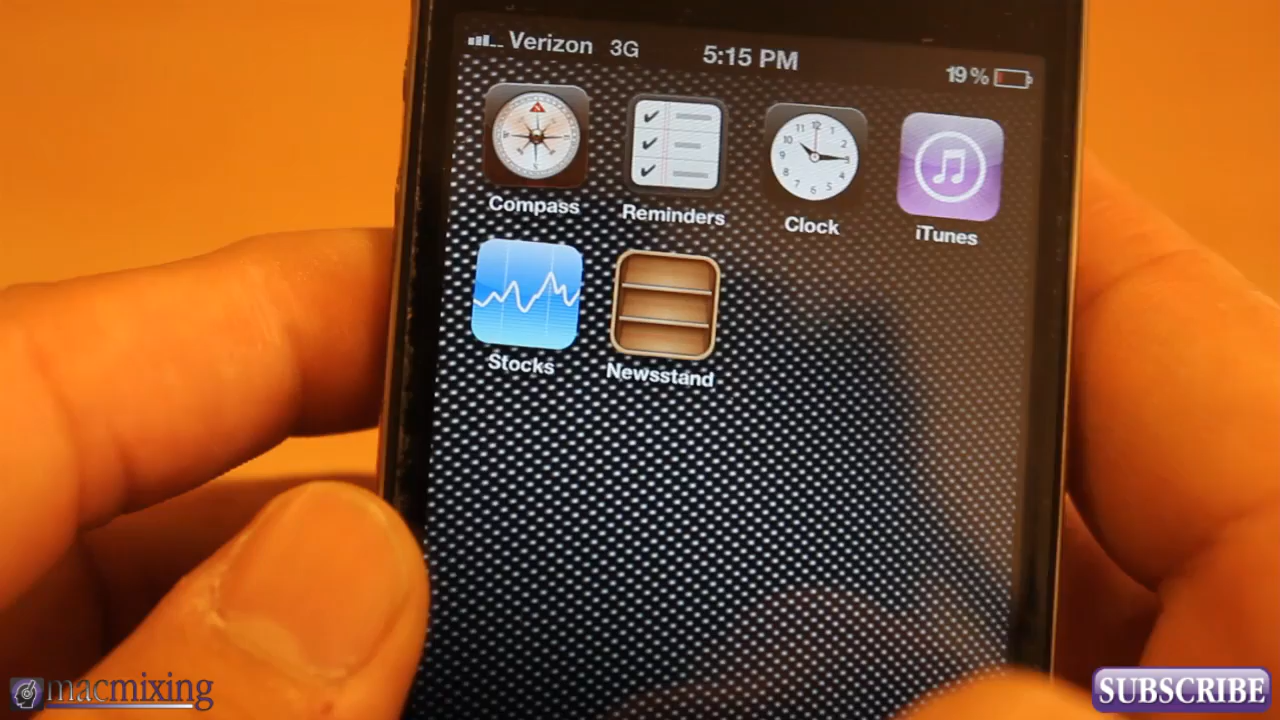 Verizon 3G 5:15 PM 19%
Compass Reminders Clock iTunes
Stocks Newsstand
macmixing SUBSCRIBE